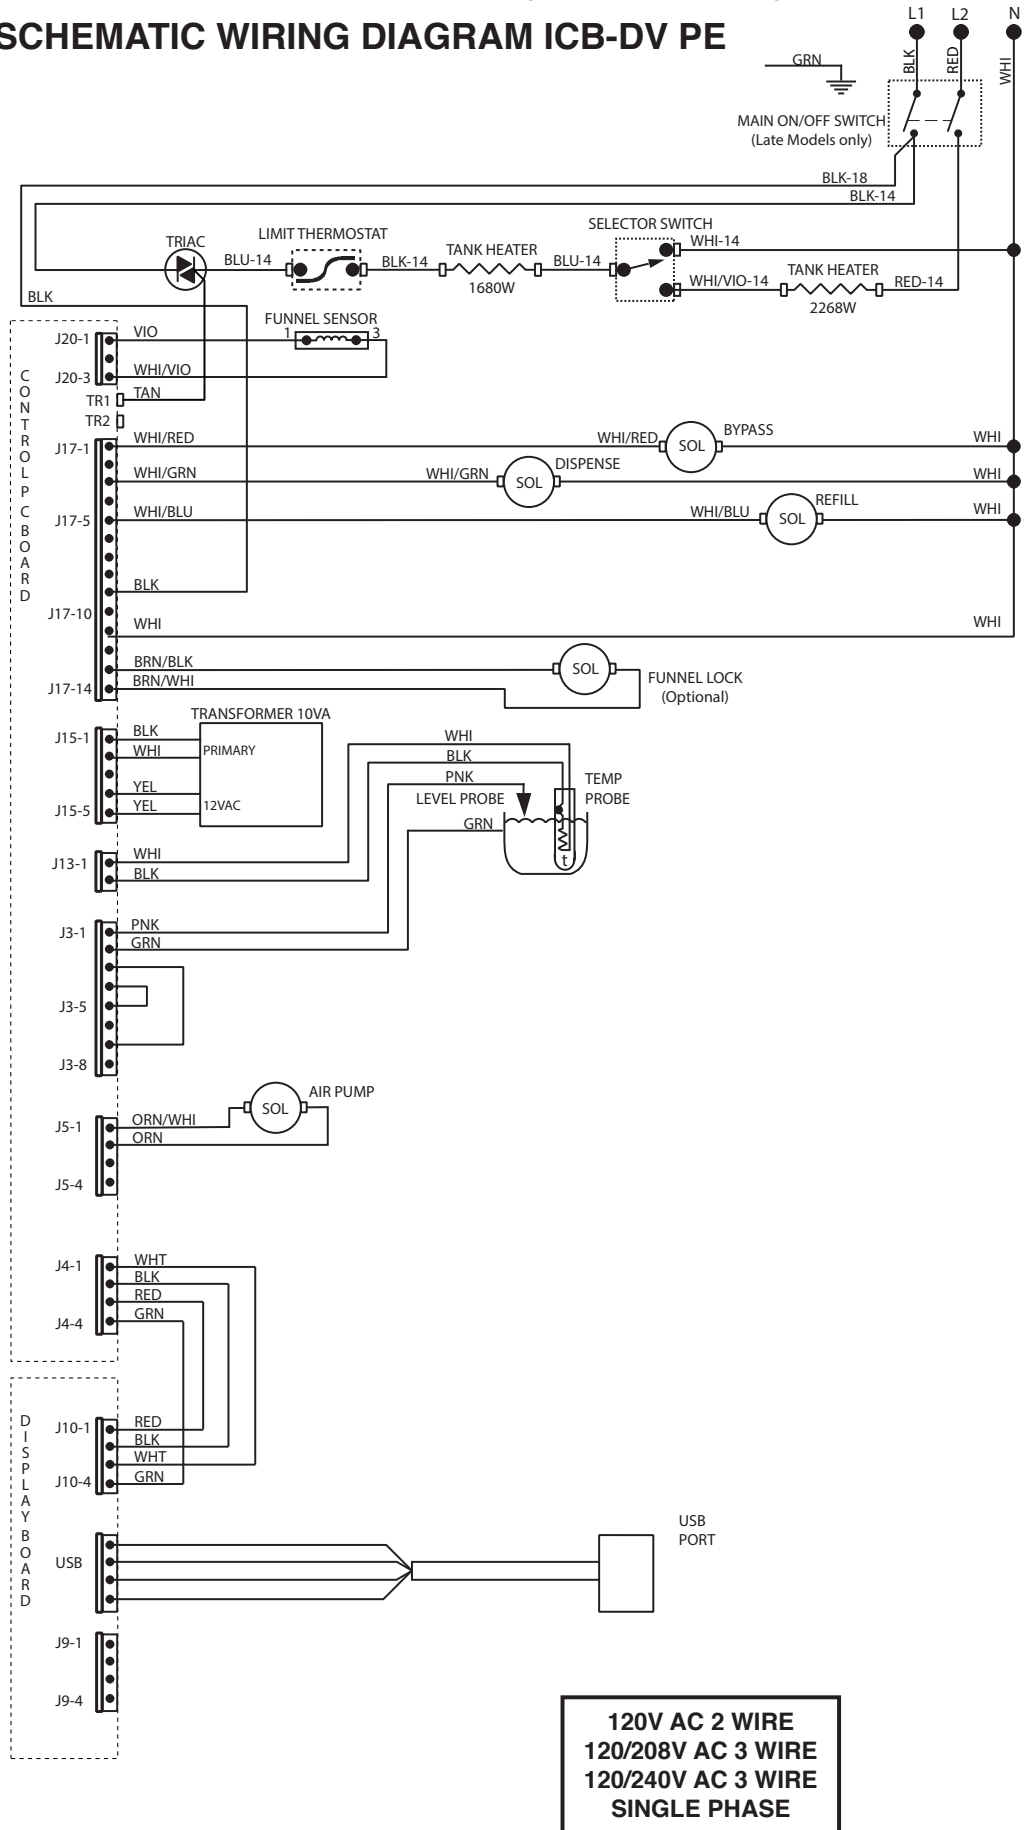 SCHEMATIC WIRING DIAGRAM ICB-DV PE
L1 L2 N
GRN
BLK
RED
WHI
MAIN ON/OFF SWITCH
(Late Models only)
BLK-18
BLK-14
TRIAC
LIMIT THERMOSTAT
SELECTOR SWITCH
BLU-14
BLK-14
TANK HEATER
1680W
BLU-14
WHI-14
WHI/VIO-14
TANK HEATER
2268W
RED-14
BLK
FUNNEL SENSOR
1 3
CONTROL PC BOARD
J20-1 VIO
J20-3 WHI/VIO
TR1 TAN
TR2
J17-1 WHI/RED WHI/RED SOL BYPASS WHI
WHI/GRN WHI/GRN SOL DISPENSE WHI
J17-5 WHI/BLU WHI/BLU SOL REFILL WHI
BLK
J17-10
WHI WHI
BRN/BLK SOL
J17-14 BRN/WHI
FUNNEL LOCK
(Optional)
TRANSFORMER 10VA
J15-1 BLK
WHI PRIMARY
YEL
J15-5 YEL 12VAC
WHI
BLK
PNK
LEVEL PROBE
GRN
TEMP
PROBE
t
J13-1 WHI
BLK
J3-1 PNK
GRN
J3-5
J3-8
SOL AIR PUMP
J5-1 ORN/WHI
ORN
J5-4
J4-1 WHT
BLK
RED
J4-4 GRN
DISPLAY BOARD
J10-1 RED
BLK
WHT
J10-4 GRN
USB
USB
PORT
J9-1
J9-4
120V AC 2 WIRE
120/208V AC 3 WIRE
120/240V AC 3 WIRE
SINGLE PHASE